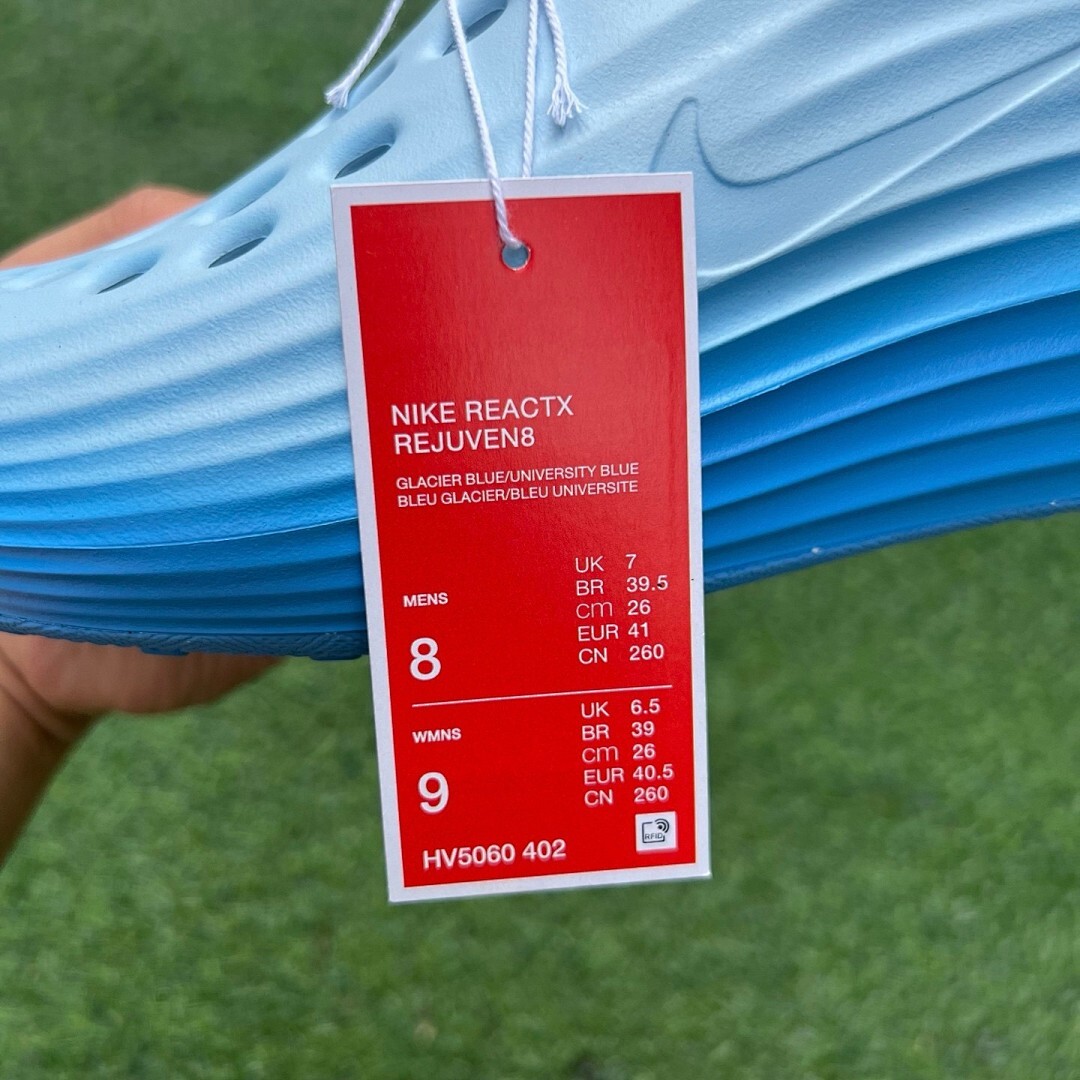 NIKE REACTX
REJUVEN8
GLACIER BLUE/UNIVERSITY BLUE
BLEU GLACIER/BLEU UNIVERSITE
MENS
8
UK 7
BR 39.5
cm 26
EUR 41
CN 260
WMNS
9
UK 6.5
BR 39
cm 26
EUR 40.5
CN 260
HV5060 402
RFID